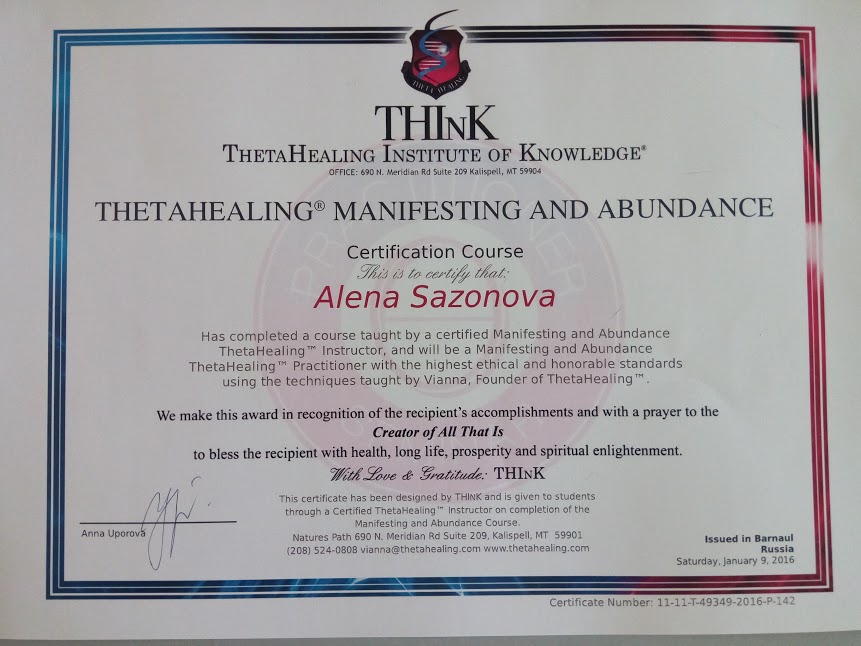 THETA HEALING
THInK
THETAHEALING INSTITUTE OF KNOWLEDGE®
OFFICE: 690 N. Meridian Rd Suite 209 Kalispell, MT 59904
THETAHEALING® MANIFESTING AND ABUNDANCE
Certification Course
This is to certify that:
Alena Sazonova
Has completed a course taught by a certified Manifesting and Abundance
ThetaHealing™ Instructor, and will be a Manifesting and Abundance
ThetaHealing™ Practitioner with the highest ethical and honorable standards
using the techniques taught by Vianna, Founder of ThetaHealing™.
We make this award in recognition of the recipient's accomplishments and with a prayer to the
Creator of All That Is
to bless the recipient with health, long life, prosperity and spiritual enlightenment.
With Love & Gratitude: THInK
This certificate has been designed by THInK and is given to students
through a Certified ThetaHealing™ Instructor on completion of the
Manifesting and Abundance Course.
Natures Path 690 N. Meridian Rd Suite 209, Kalispell, MT 59901
(208) 524-0808 vianna@thetahealing.com www.thetahealing.com
Anna Uporova
Issued in Barnaul
Russia
Saturday, January 9, 2016
Certificate Number: 11-11-T-49349-2016-P-142
PRACTITIONER